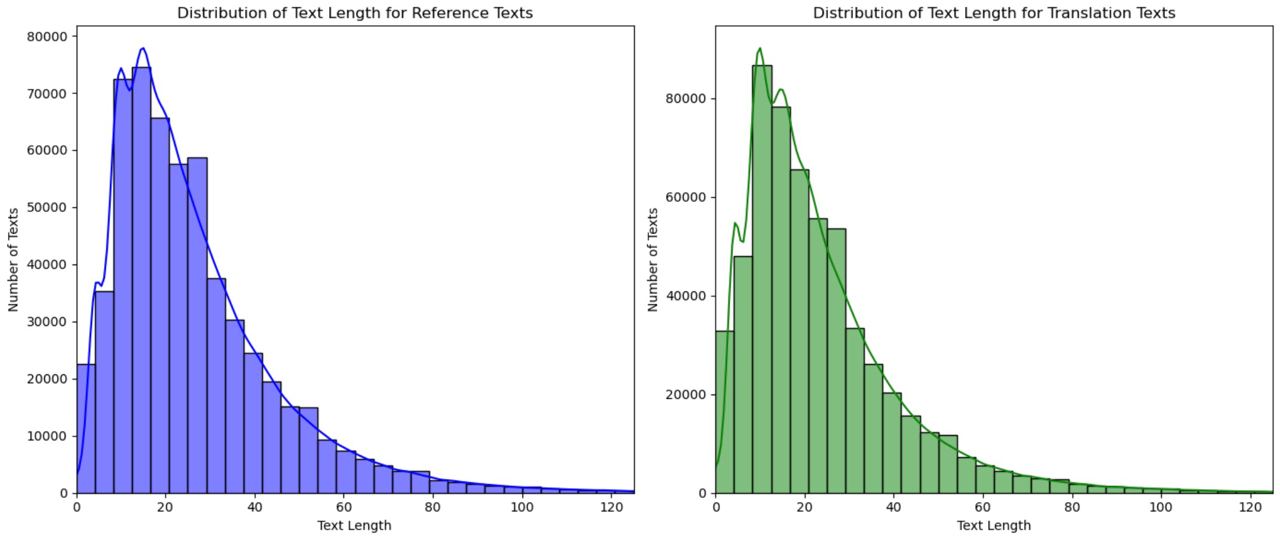 Distribution of Text Length for Reference Texts
80000
70000
60000
50000
40000
30000
20000
10000
0
Number of Texts
0 20 40 60 80 100 120
Text Length
Distribution of Text Length for Translation Texts
80000
60000
40000
20000
0
Number of Texts
0 20 40 60 80 100 120
Text Length